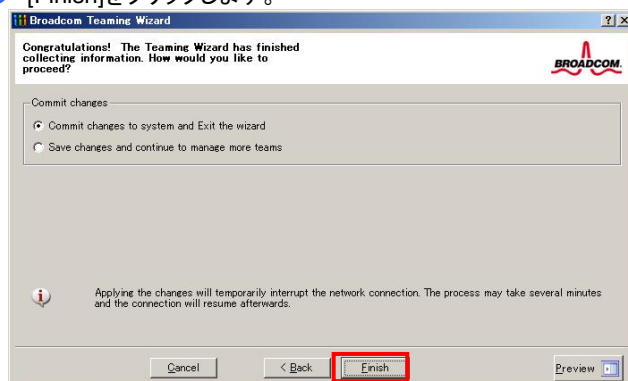 [Finish]をクリックします。
Broadcom Teaming Wizard
Congratulations! The Teaming Wizard has finished
collecting information. How would you like to
proceed?
BROADCOM.
Commit changes
Commit changes to system and Exit the wizard
Save changes and continue to manage more teams
Applying the changes will temporarily interrupt the network connection. The process may take several minutes
and the connection will resume afterwards.
Cancel
< Back
Finish
Preview